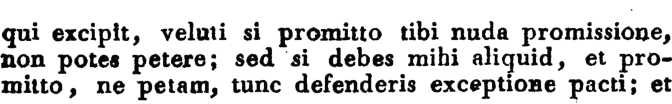 qui excipit, veluti si promitto tibi nuda promissione,
non potes petere; sed si debes mihi aliquid, et pro-
mitto, ne petam, tunc defenderis exceptione pacti; et